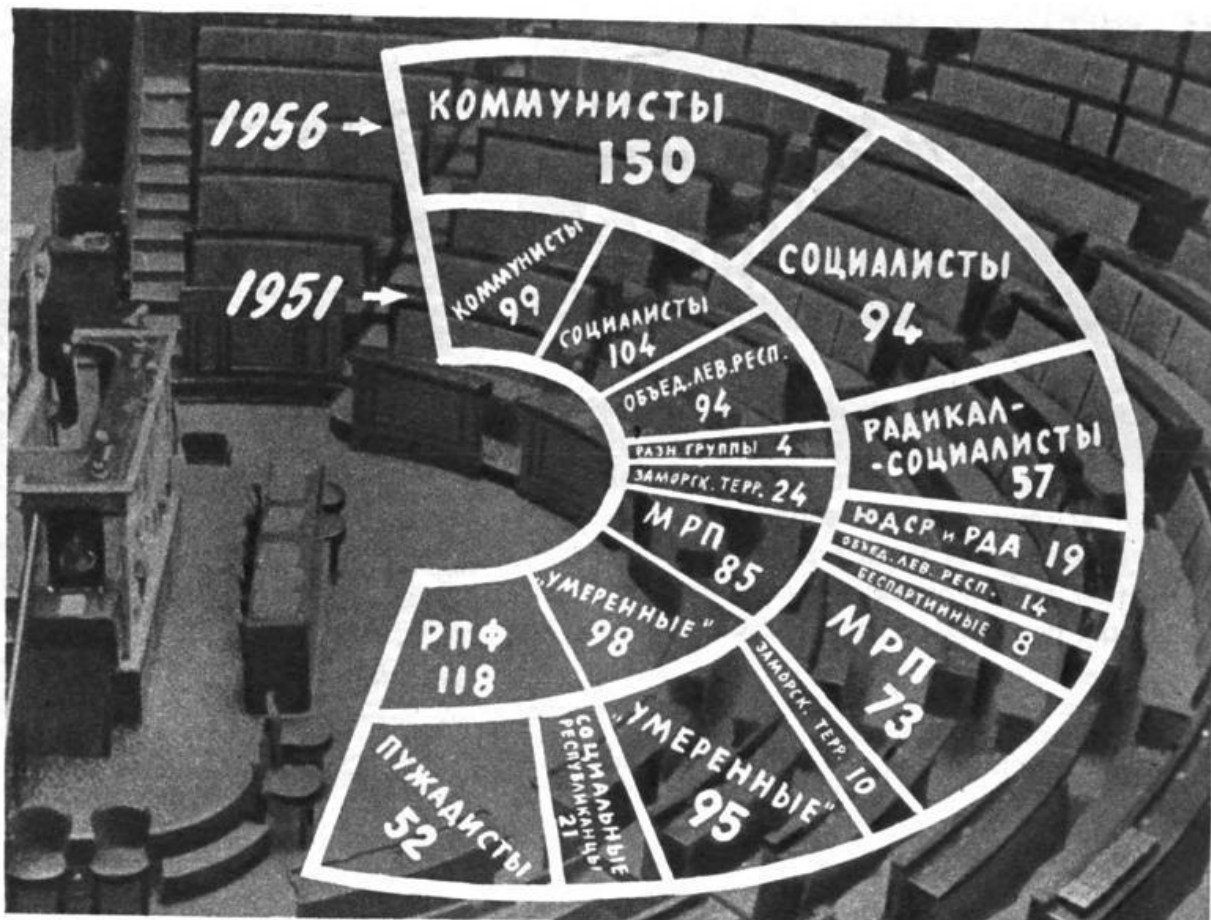 1956
КОММУНИСТЫ
150
СОЦИАЛИСТЫ
94
РАДИКАЛ-
-СОЦИАЛИСТЫ
57
ЮДСР и РДА 19
ОБЪЕД. ЛЕВ. РЕСП. 14
БЕСПАРТИЙНЫЕ 8
МРП
73
ЗАМОРСК. ТЕРР. 10
„УМЕРЕННЫЕ"
95
СОЦИАЛЬНЫЕ
РЕСПУБЛИКАНЦЫ
21
ПУЖАДИСТЫ
52
1951
КОММУНИСТЫ
99
СОЦИАЛИСТЫ
104
ОБЪЕД. ЛЕВ. РЕСП.
94
РАЗН. ГРУППЫ 4
ЗАМОРСК. ТЕРР. 24
МРП
85
„УМЕРЕННЫЕ"
98
РПФ
118